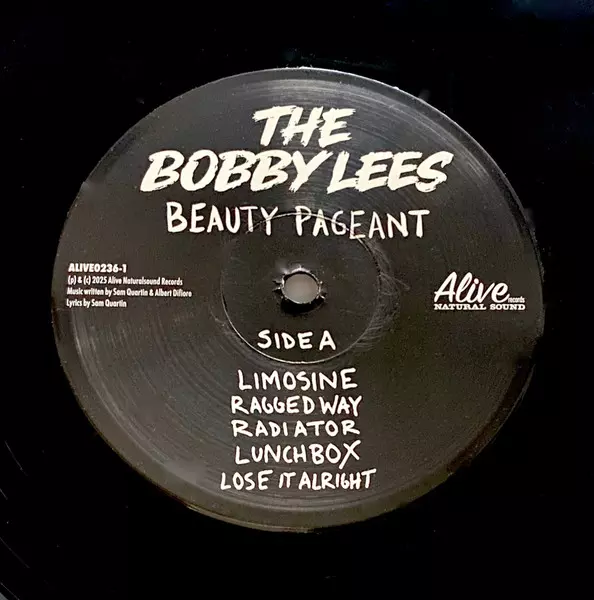 THE
BOBBY LEES
BEAUTY PAGEANT
ALIVE0236-1
(p) & (c) 2025 Alive Naturalsound Records
Music written by Sam Quartin & Albert Difiore
Lyrics by Sam Quartin
Alive records
NATURAL SOUND
SIDE A
LIMOSINE
RAGGED WAY
RADIATOR
LUNCHBOX
LOSE IT ALRIGHT